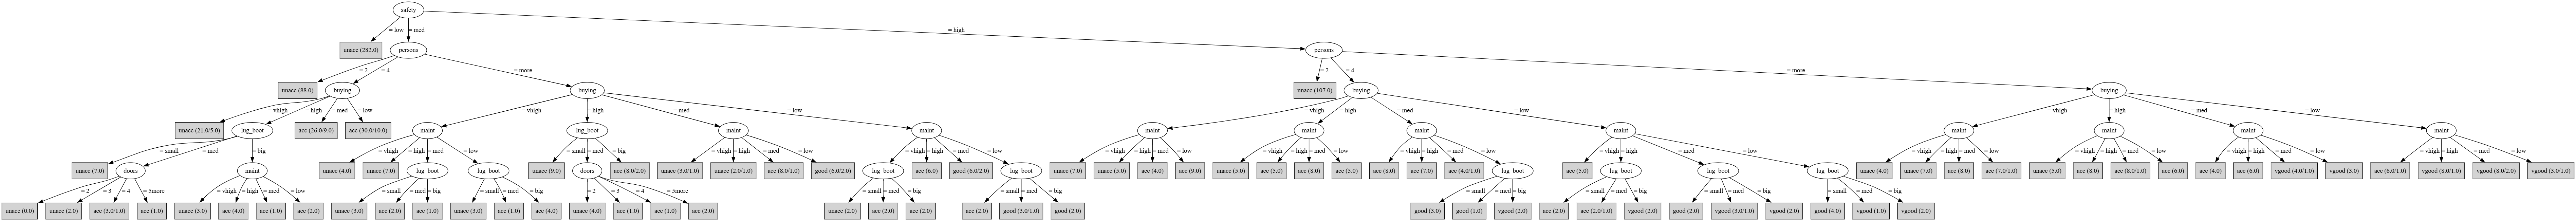 safety
= low = med = high
unacc (282.0) persons persons
= 2 = 4 = more = 2 = 4 = more
unacc (88.0) buying buying unacc (107.0) buying buying
= vhigh = high = med = low = vhigh = high = med = low = vhigh = high = med = low = vhigh = high = med = low
unacc (21.0/5.0) lug_boot acc (26.0/9.0) acc (30.0/10.0) maint lug_boot maint maint maint maint maint maint maint maint maint maint
= small = med = big = vhigh = high = med = low = small = med = big = vhigh = high = med = low = vhigh = high = med = low = vhigh = high = med = low = vhigh = high = med = low = vhigh = high = med = low = vhigh = high = med = low = vhigh = high = med = low = vhigh = high = med = low = vhigh = high = med = low = vhigh = high = med = low
unacc (7.0) doors maint unacc (4.0) unacc (7.0) lug_boot lug_boot unacc (9.0) doors acc (8.0/2.0) unacc (3.0/1.0) unacc (2.0/1.0) acc (8.0/1.0) good (6.0/2.0) lug_boot acc (6.0) good (6.0/2.0) lug_boot unacc (7.0) unacc (5.0) acc (4.0) acc (9.0) unacc (5.0) acc (5.0) acc (8.0) acc (5.0) acc (8.0) acc (7.0) acc (4.0/1.0) lug_boot acc (5.0) lug_boot lug_boot lug_boot unacc (4.0) unacc (7.0) acc (8.0) acc (7.0/1.0) unacc (5.0) acc (8.0) acc (8.0/1.0) acc (6.0) acc (4.0) acc (6.0) vgood (4.0/1.0) vgood (3.0) acc (6.0/1.0) vgood (8.0/1.0) vgood (8.0/2.0) vgood (3.0/1.0)
= 2 = 3 = 4 = 5more = vhigh = high = med = low = small = med = big = small = med = big = 2 = 3 = 4 = 5more = small = med = big = small = med = big = small = med = big = small = med = big = small = med = big = small = med = big
unacc (0.0) unacc (2.0) acc (3.0/1.0) acc (1.0) unacc (3.0) acc (4.0) acc (1.0) acc (2.0) unacc (3.0) acc (2.0) acc (1.0) unacc (3.0) acc (1.0) acc (4.0) unacc (4.0) acc (1.0) acc (1.0) acc (2.0) unacc (2.0) acc (2.0) acc (2.0) acc (2.0) good (3.0/1.0) good (2.0) good (3.0) good (1.0) vgood (2.0) acc (2.0) acc (2.0/1.0) vgood (2.0) good (2.0) vgood (3.0/1.0) vgood (2.0) good (4.0) vgood (1.0) vgood (2.0)